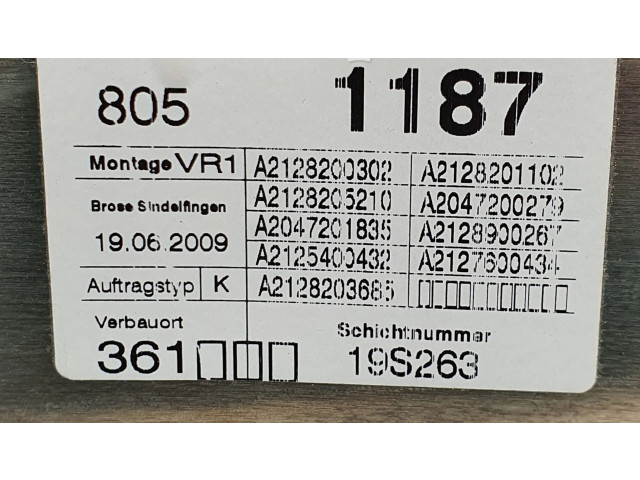 805 1187
Montage VR1 A2128200302 A2128201102
Brose Sindelfingen A2128205210 A2047200279
19.06.2009 A2047201835 A2128900267
A2125400432 A2127600434
Auftragstyp K A2128203685
Verbauort Schichtnummer
361 19S263